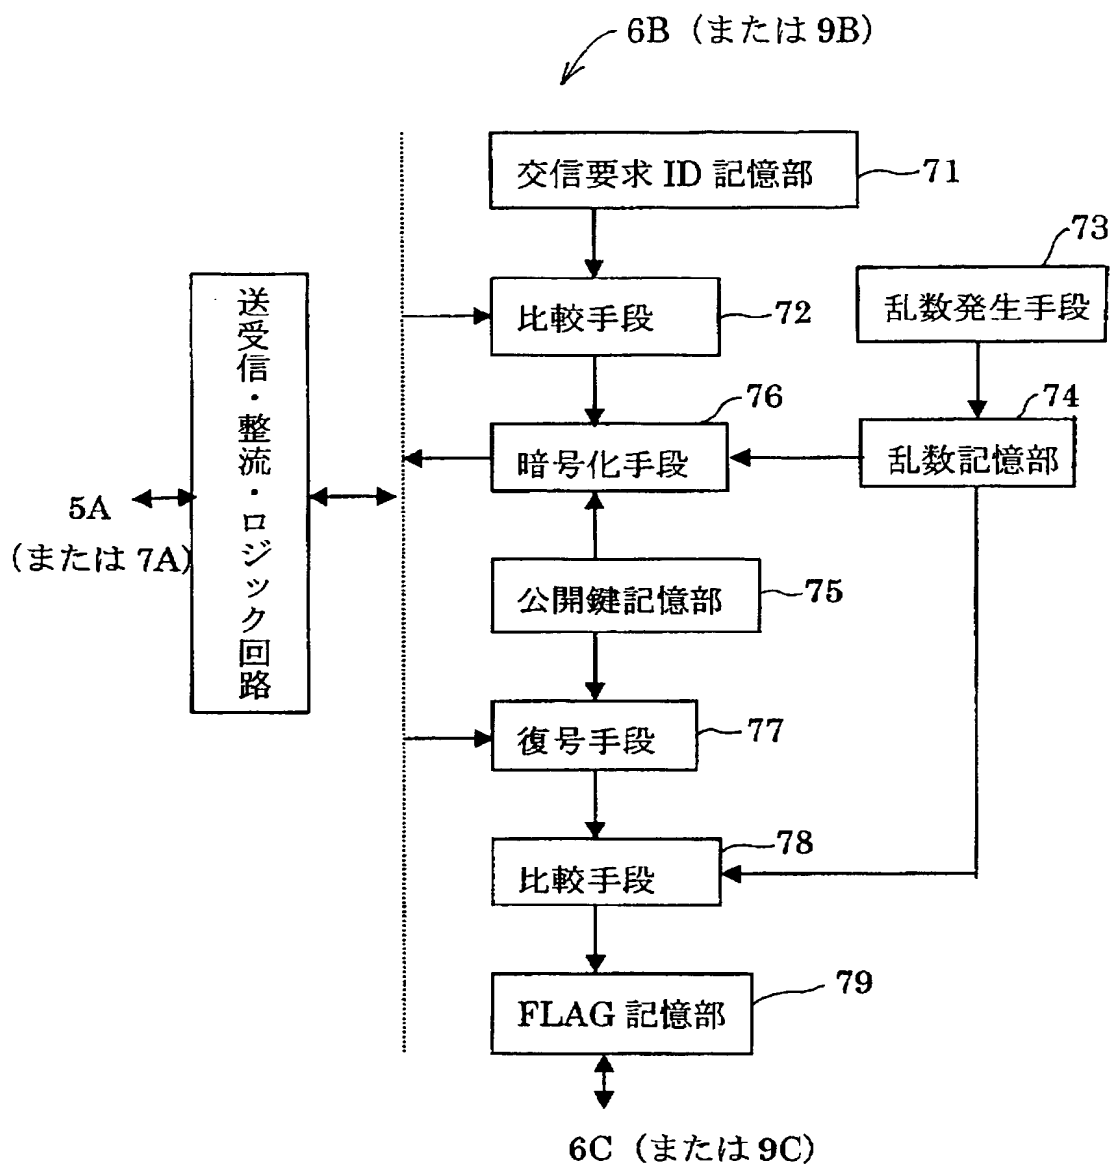 6B（または 9B）
交信要求 ID 記憶部
71
73
比較手段
72
乱数発生手段
送受信・整流・ロジック回路
76
74
暗号化手段
乱数記憶部
5A
（または 7A）
公開鍵記憶部
75
復号手段
77
比較手段
78
FLAG 記憶部
79
6C（または 9C）